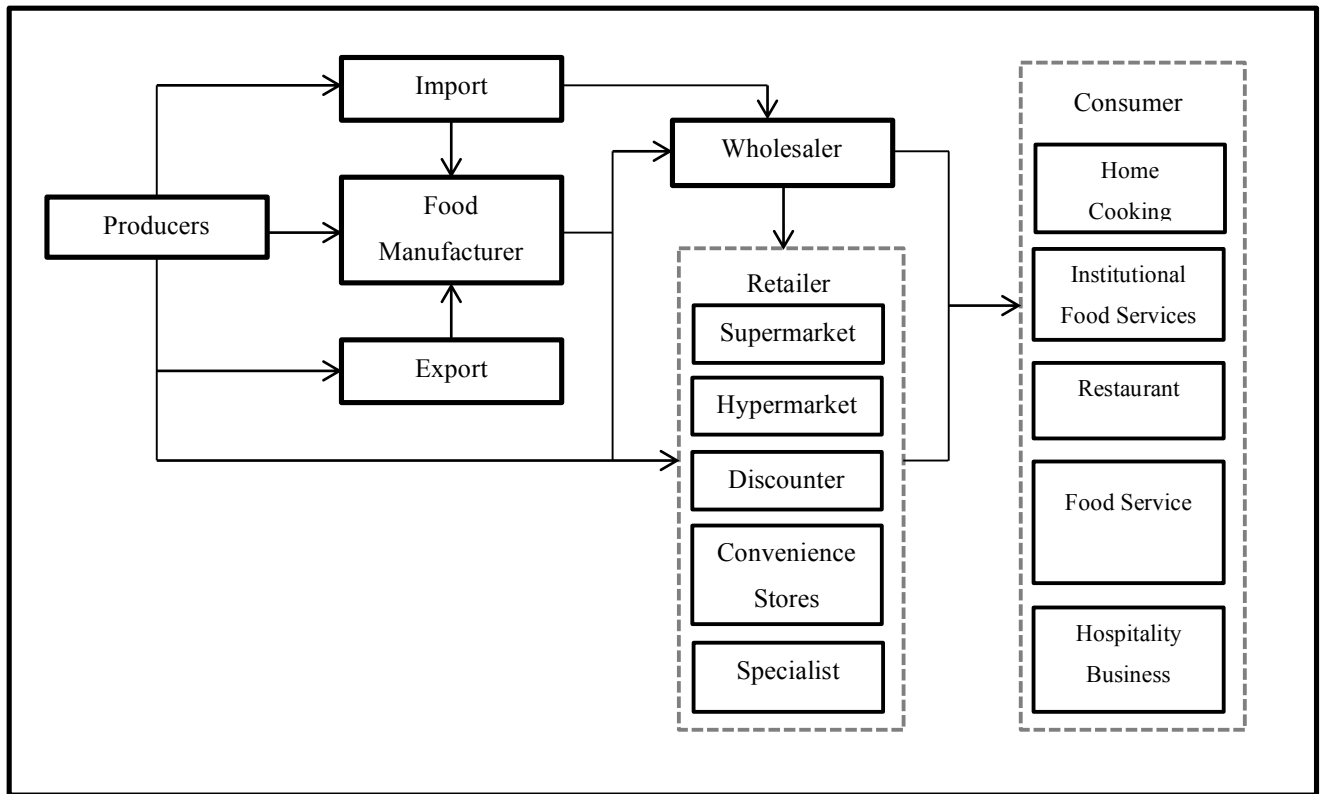 Import
Producers
Food
Manufacturer
Export
Wholesaler
Retailer
Supermarket
Hypermarket
Discounter
Convenience
Stores
Specialist
Consumer
Home
Cooking
Institutional
Food Services
Restaurant
Food Service
Hospitality
Business